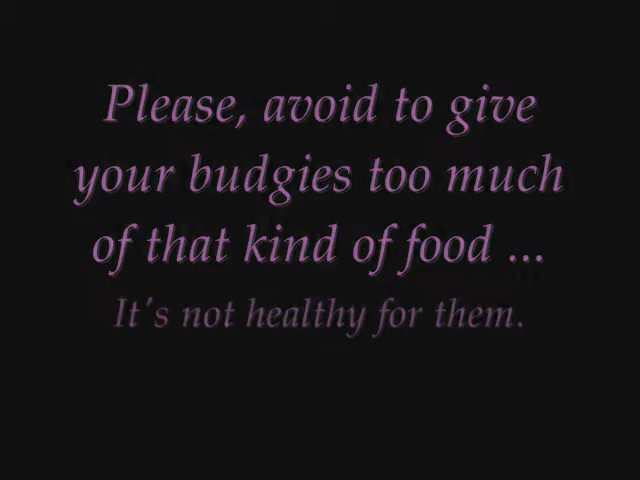 Please, avoid to give
your budgies too much
of that kind of food ...
It's not healthy for them.